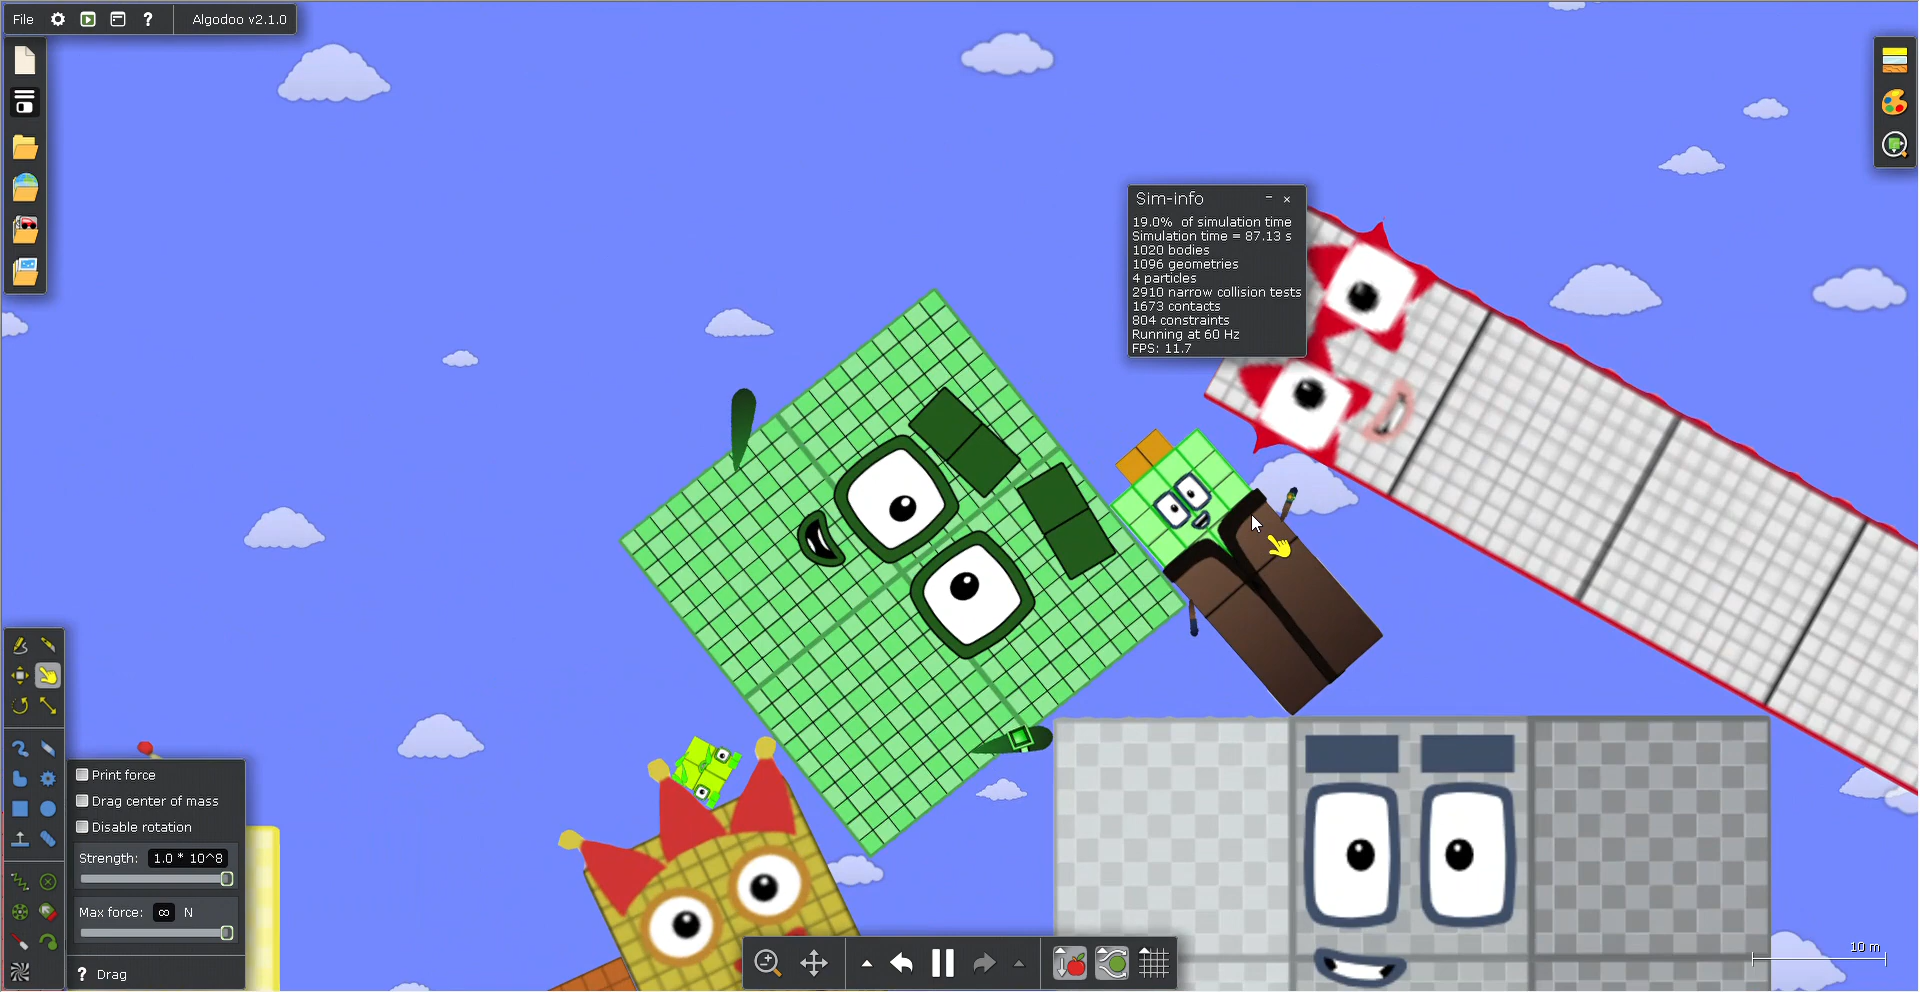 File ? Algodoo v2.1.0
Sim-info
19.0% of simulation time
Simulation time = 87.13 s
1020 bodies
1096 geometries
4 particles
2910 narrow collision tests
1673 contacts
804 constraints
Running at 60 Hz
FPS: 11.7
Print force
Drag center of mass
Disable rotation
Strength: 1.0 * 10^8
Max force: ∞ N
? Drag
10 m